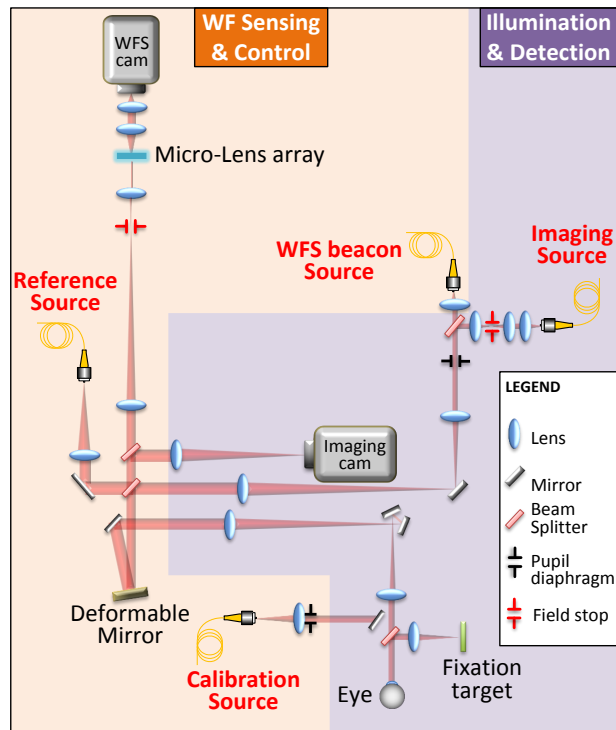 WF Sensing
& Control
Illumination
& Detection
WFS
cam
Micro-Lens array
WFS beacon
Source
Imaging
Source
Reference
Source
Imaging
cam
LEGEND
Lens
Mirror
Beam
Splitter
Pupil
diaphragm
Field stop
Deformable
Mirror
Calibration
Source
Eye
Fixation
target